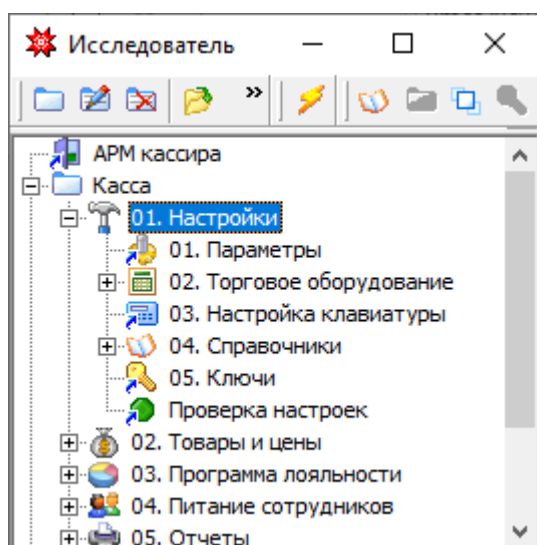 Исследователь
АРМ кассира
Касса
01. Настройки
01. Параметры
02. Торговое оборудование
03. Настройка клавиатуры
04. Справочники
05. Ключи
Проверка настроек
02. Товары и цены
03. Программа лояльности
04. Питание сотрудников
05. Отчеты